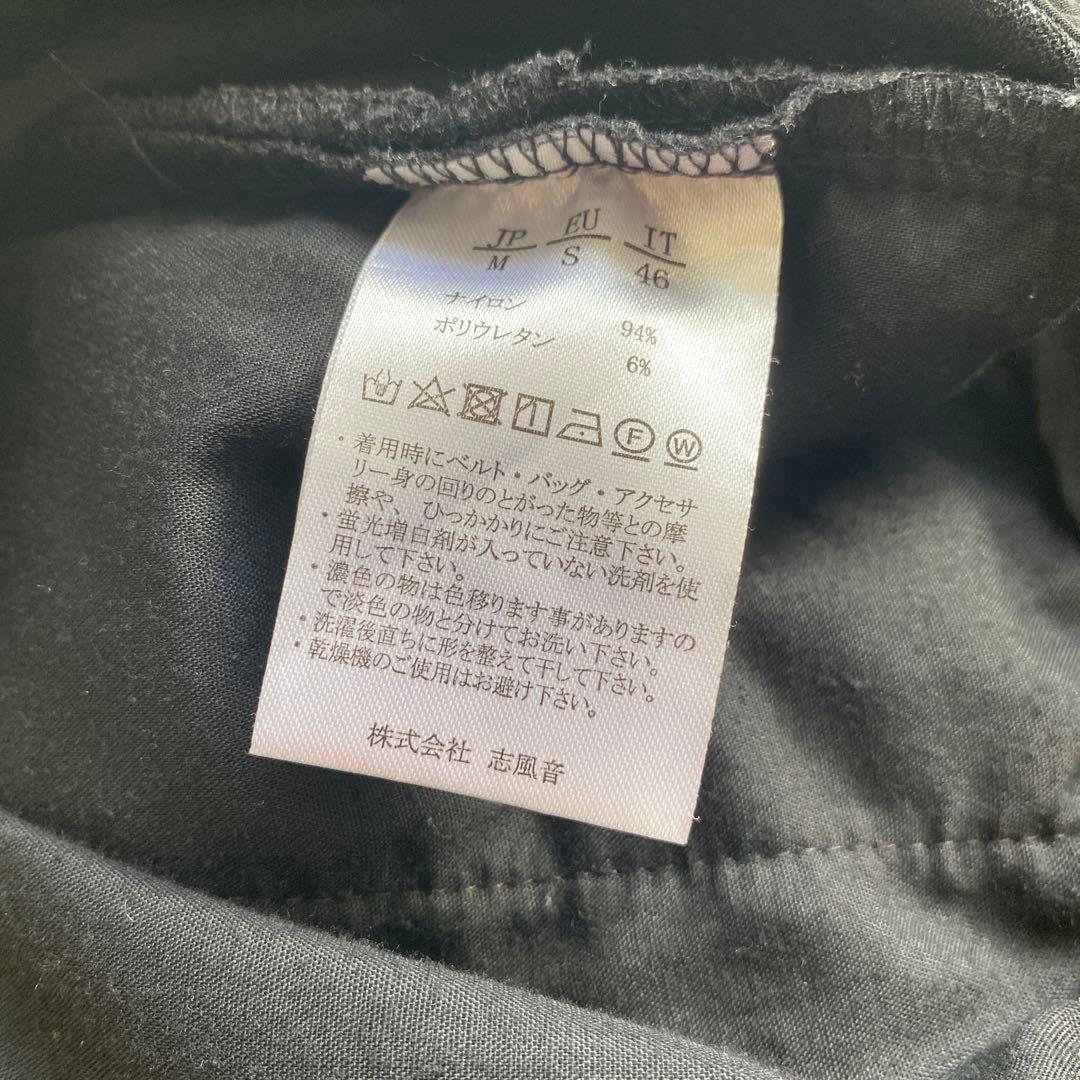 JP EU IT
M S 46
ナイロン 94%
ポリウレタン 6%
F W
・着用時にベルト・バッグ・アクセサ
リー身の回りのとがった物等との摩
擦や、ひっかかりにご注意下さい。
・蛍光増白剤が入っていない洗剤を使
用して下さい。
・濃色の物は色移ります事がありますの
で淡色の物と分けてお洗い下さい。
・洗濯後直ちに形を整えて干して下さい。
・乾燥機のご使用はお避け下さい。
株式会社 志風音